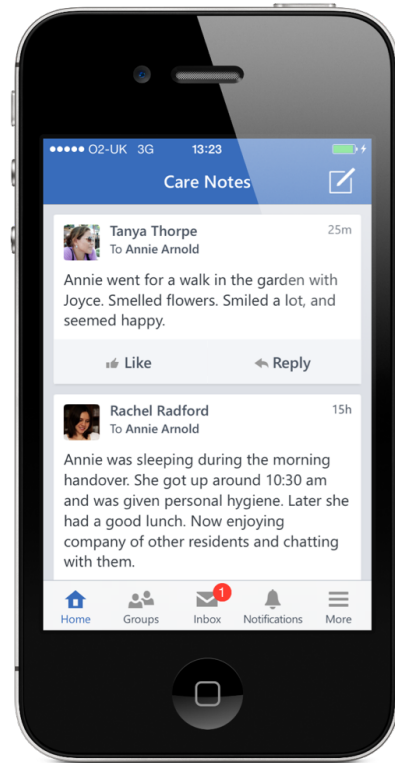 O2-UK 3G 13:23
Care Notes
Tanya Thorpe 25m
To Annie Arnold
Annie went for a walk in the garden with
Joyce. Smelled flowers. Smiled a lot, and
seemed happy.
Like Reply
Rachel Radford 15h
To Annie Arnold
Annie was sleeping during the morning
handover. She got up around 10:30 am
and was given personal hygiene. Later she
had a good lunch. Now enjoying
company of other residents and chatting
with them.
1
Home Groups Inbox Notifications More